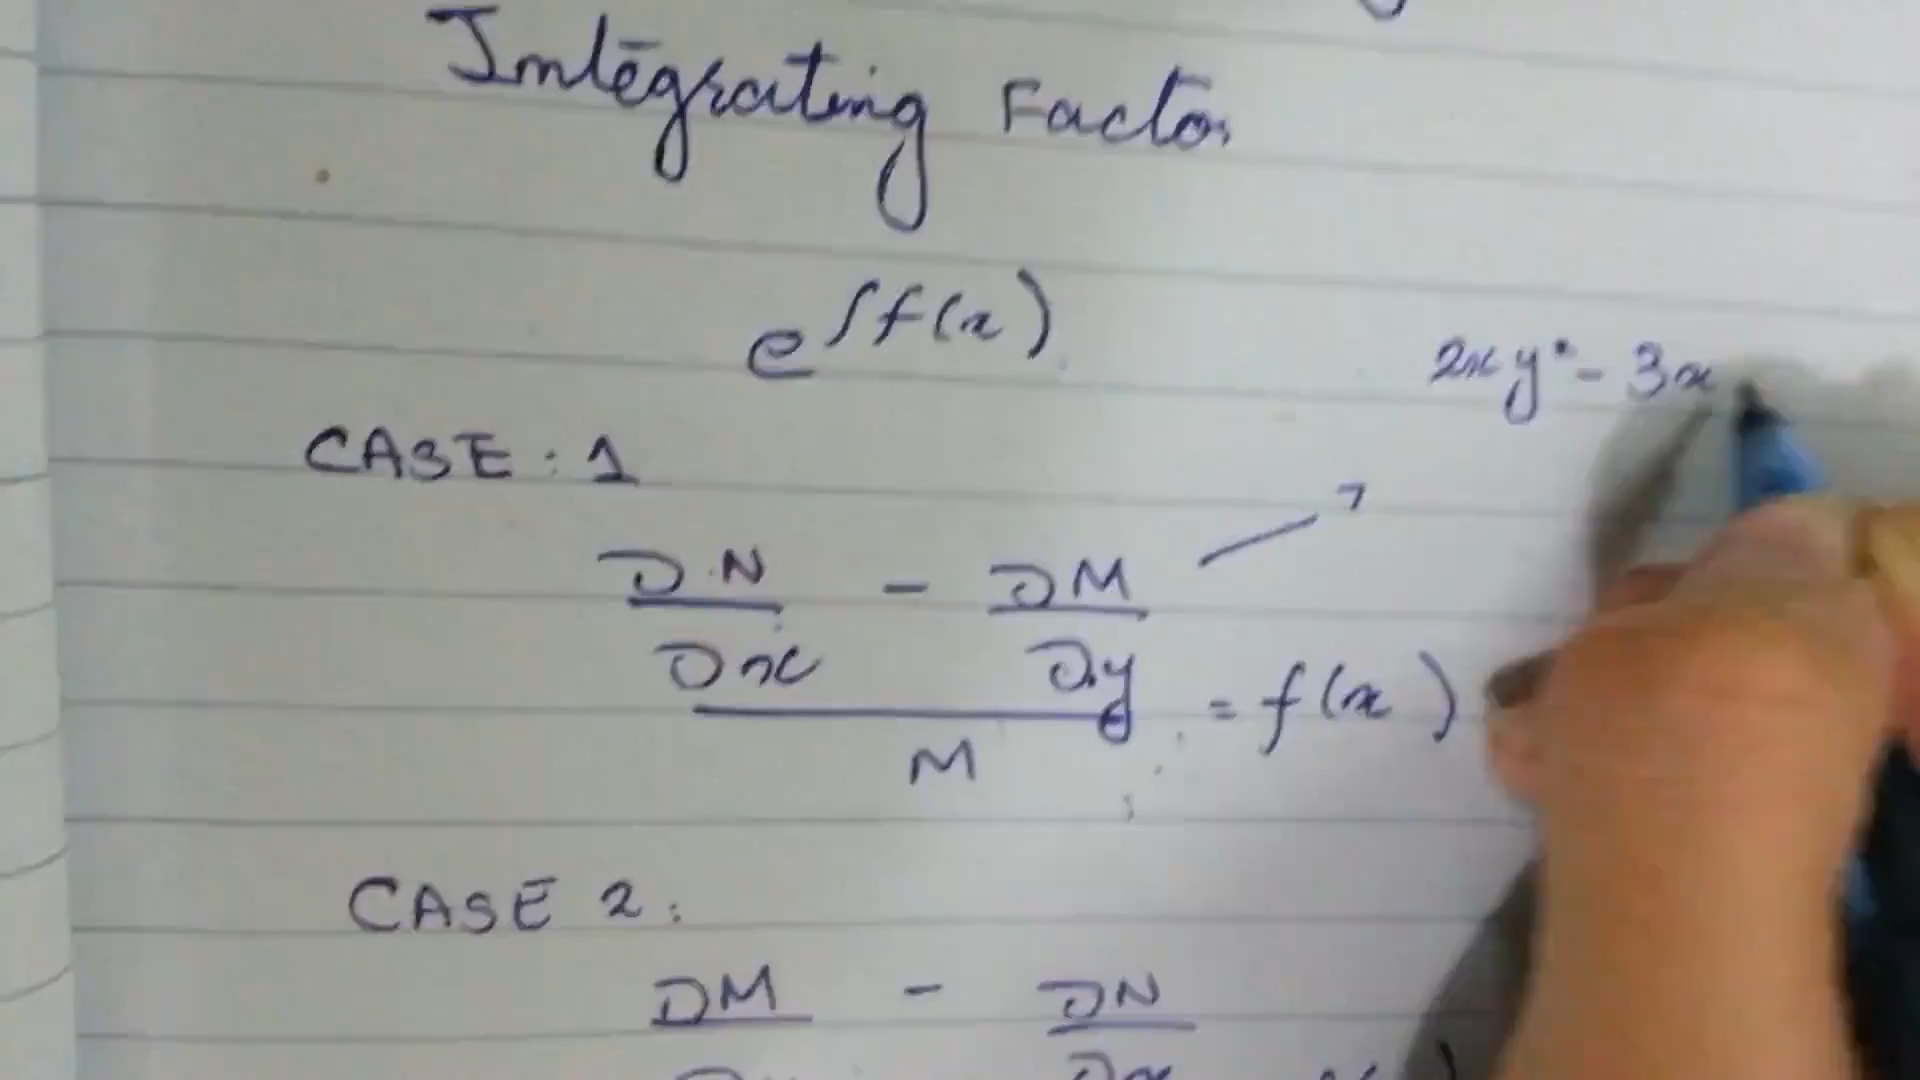 Integrating Factor
e^∫f(x)
2xy² - 3x
CASE : 1
∂N/∂x - ∂M/∂y
M = f(x)
CASE 2 :
∂M - ∂N